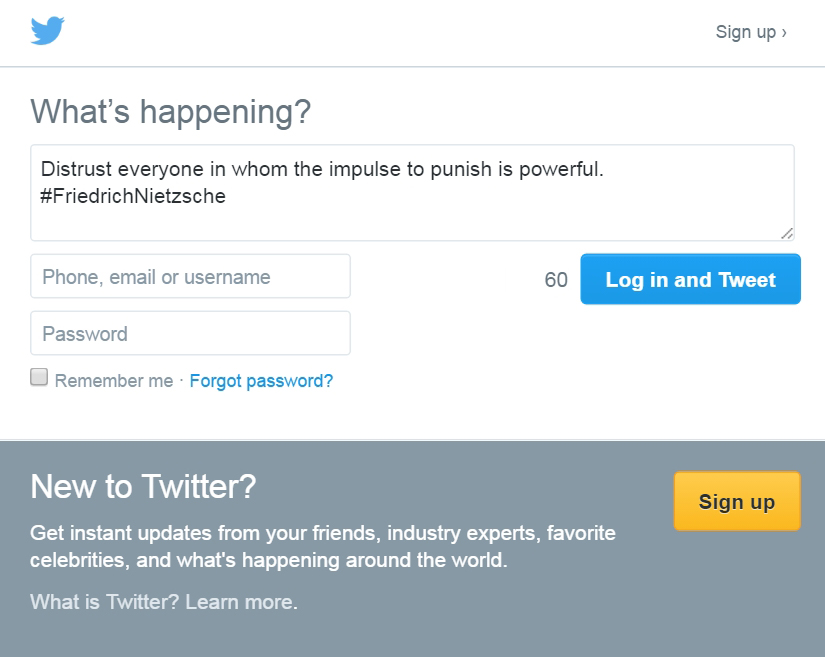 Sign up ›
What’s happening?
Distrust everyone in whom the impulse to punish is powerful.
#FriedrichNietzsche
Phone, email or username
60
Log in and Tweet
Password
Remember me · Forgot password?
New to Twitter?
Sign up
Get instant updates from your friends, industry experts, favorite
celebrities, and what's happening around the world.
What is Twitter? Learn more.